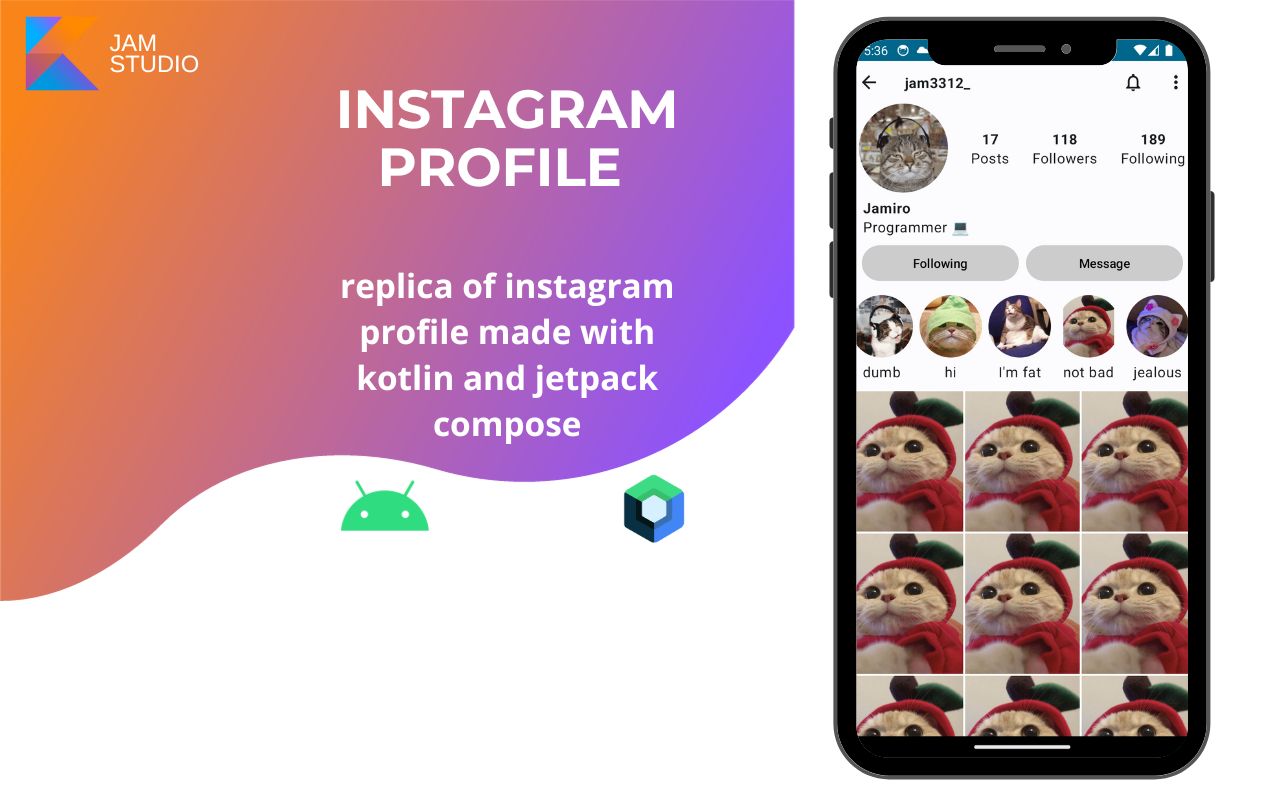 JAM
STUDIO
INSTAGRAM
PROFILE
replica of instagram
profile made with
kotlin and jetpack
compose
5:36
jam3312_
17 118 189
Posts Followers Following
Jamiro
Programmer 💻
Following Message
dumb hi I'm fat not bad jealous